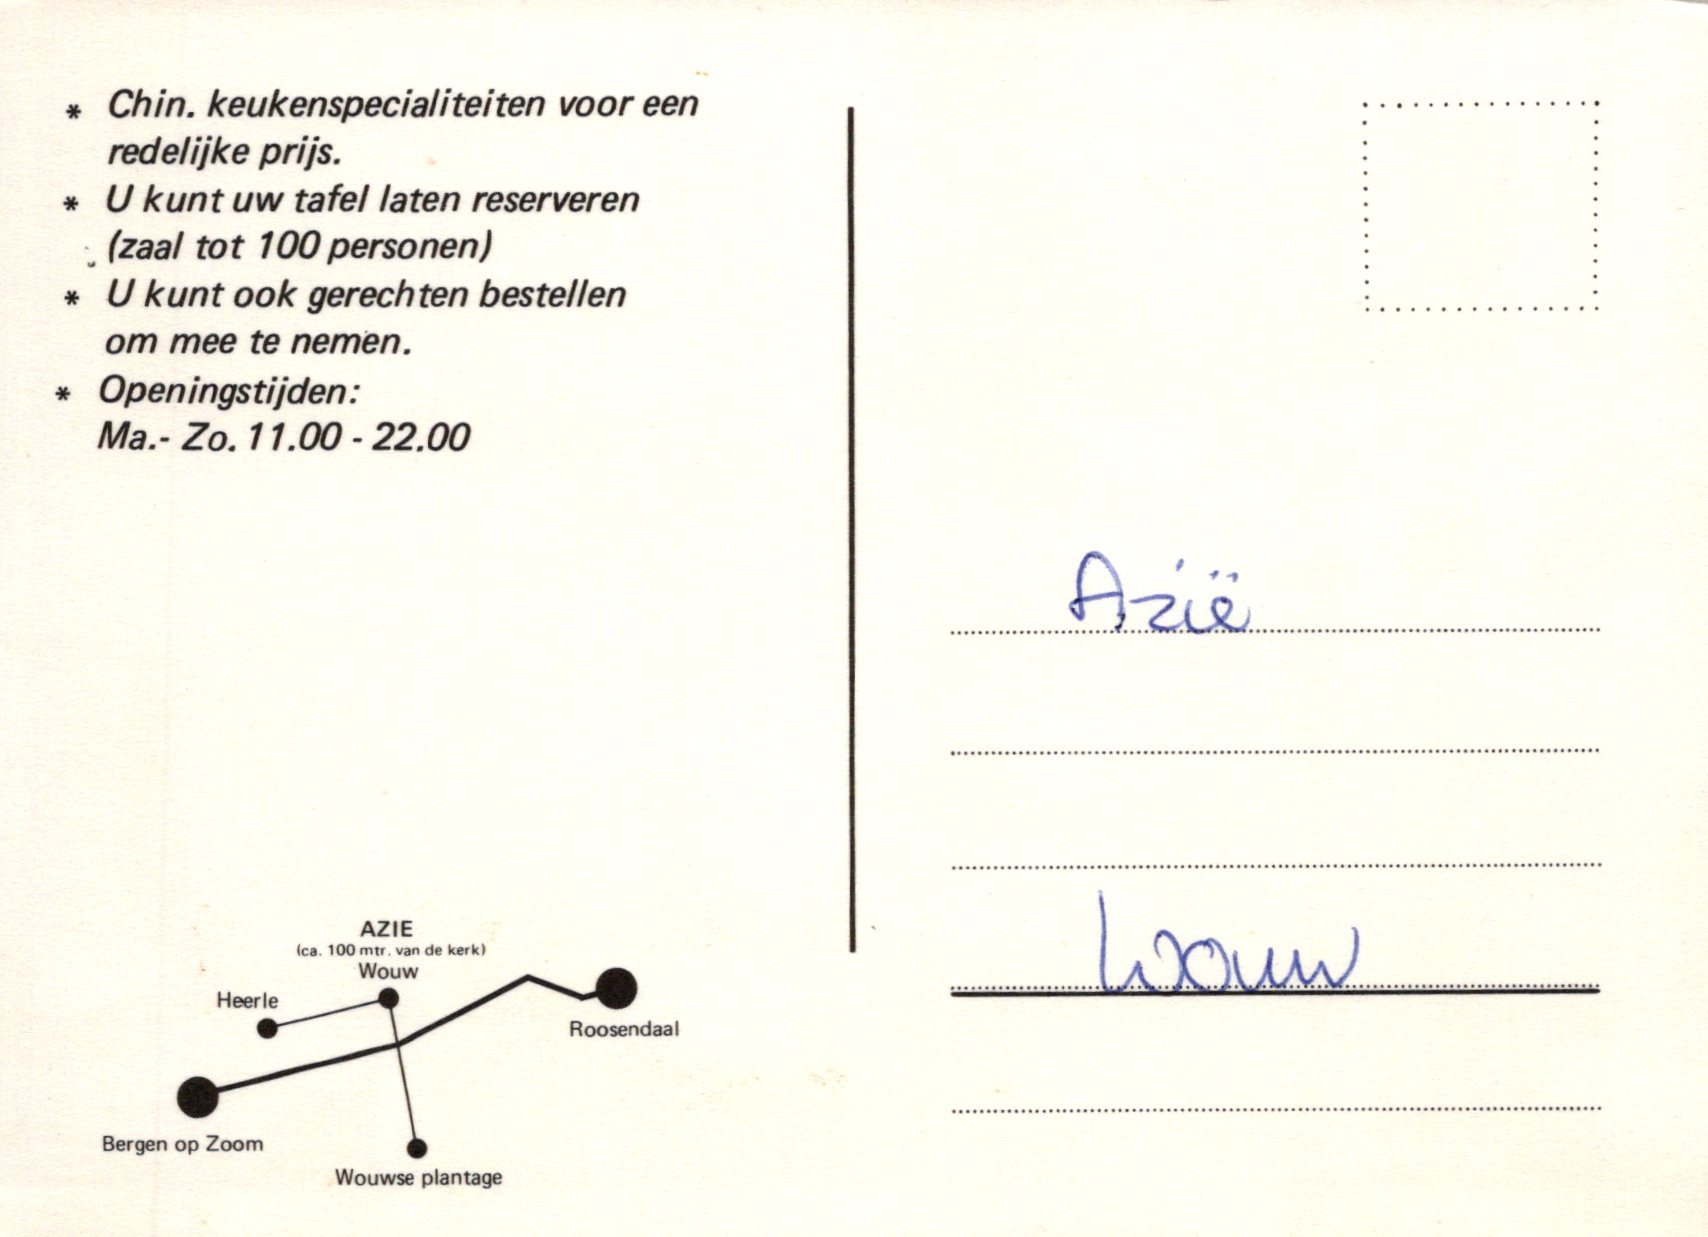 * Chin. keukenspecialiteiten voor een
redelijke prijs.
* U kunt uw tafel laten reserveren
(zaal tot 100 personen)
* U kunt ook gerechten bestellen
om mee te nemen.
* Openingstijden:
Ma.- Zo. 11.00 - 22.00
Azië
Wouw
AZIE
(ca. 100 mtr. van de kerk)
Wouw
Heerle
Roosendaal
Bergen op Zoom
Wouwse plantage